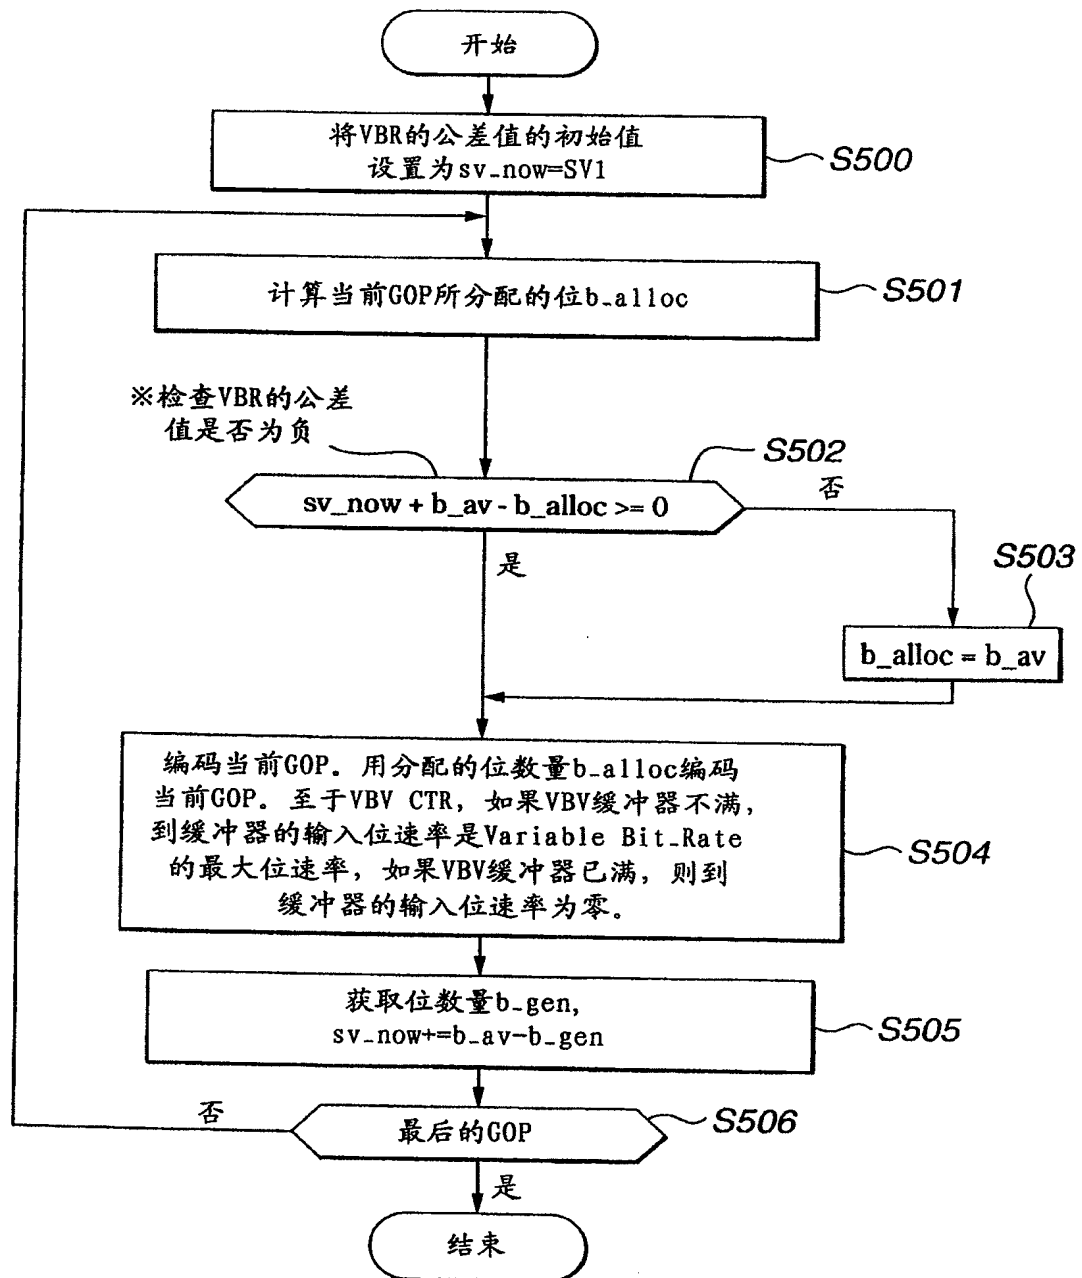 开始
将VBR的公差值的初始值
设置为sv_now=SV1
S500
计算当前GOP所分配的位b_alloc
S501
※检查VBR的公差
值是否为负
S502
sv_now + b_av - b_alloc >= 0
否
是
S503
b_alloc = b_av
编码当前GOP。用分配的位数量b_alloc编码
当前GOP。至于VBV CTR，如果VBV缓冲器不满，
到缓冲器的输入位速率是Variable Bit_Rate
的最大位速率，如果VBV缓冲器已满，则到
缓冲器的输入位速率为零。
S504
获取位数量b_gen,
sv_now+=b_av-b_gen
S505
否
最后的GOP
S506
是
结束